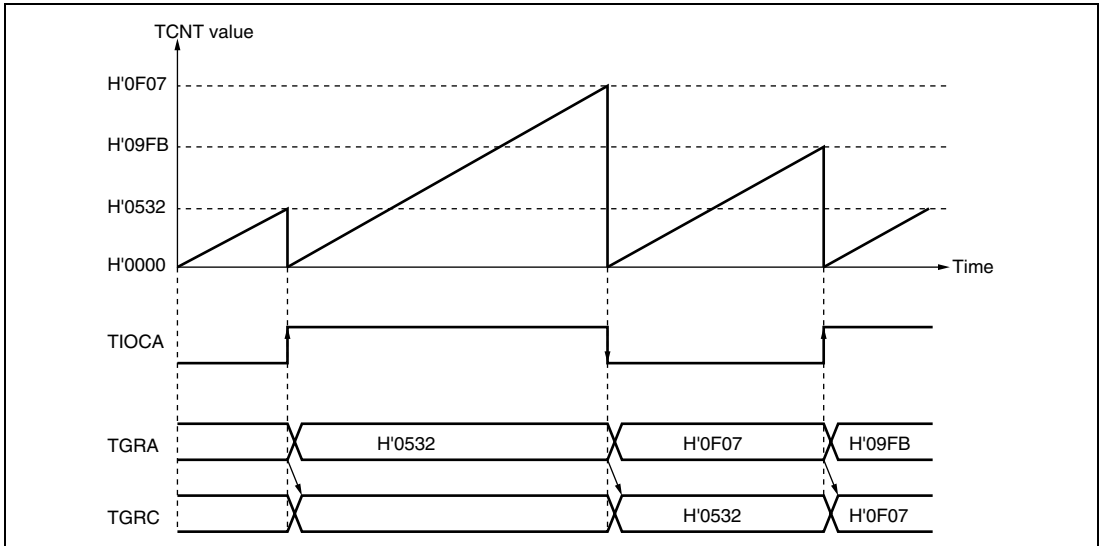 TCNT value
H'0F07
H'09FB
H'0532
H'0000
Time
TIOCA
TGRA
H'0532
H'0F07
H'09FB
TGRC
H'0532
H'0F07